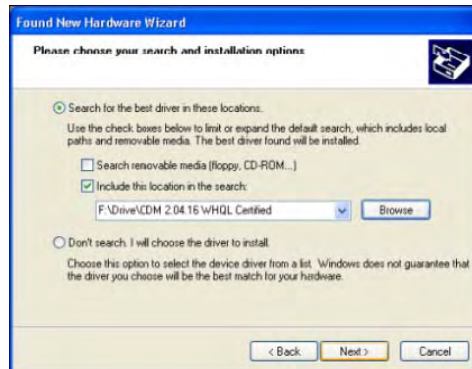 Found New Hardware Wizard
Please choose your search and installation options
Search for the best driver in these locations.
Use the check boxes below to limit or expand the default search, which includes local
paths and removable media. The best driver found will be installed.
Search removable media (floppy, CD-ROM...)
Include this location in the search:
F:\Drive\CDM 2.04.16 WHQL Certified
Browse
Don't search. I will choose the driver to install.
Choose this option to select the device driver from a list. Windows does not guarantee that
the driver you choose will be the best match for your hardware.
< Back
Next >
Cancel